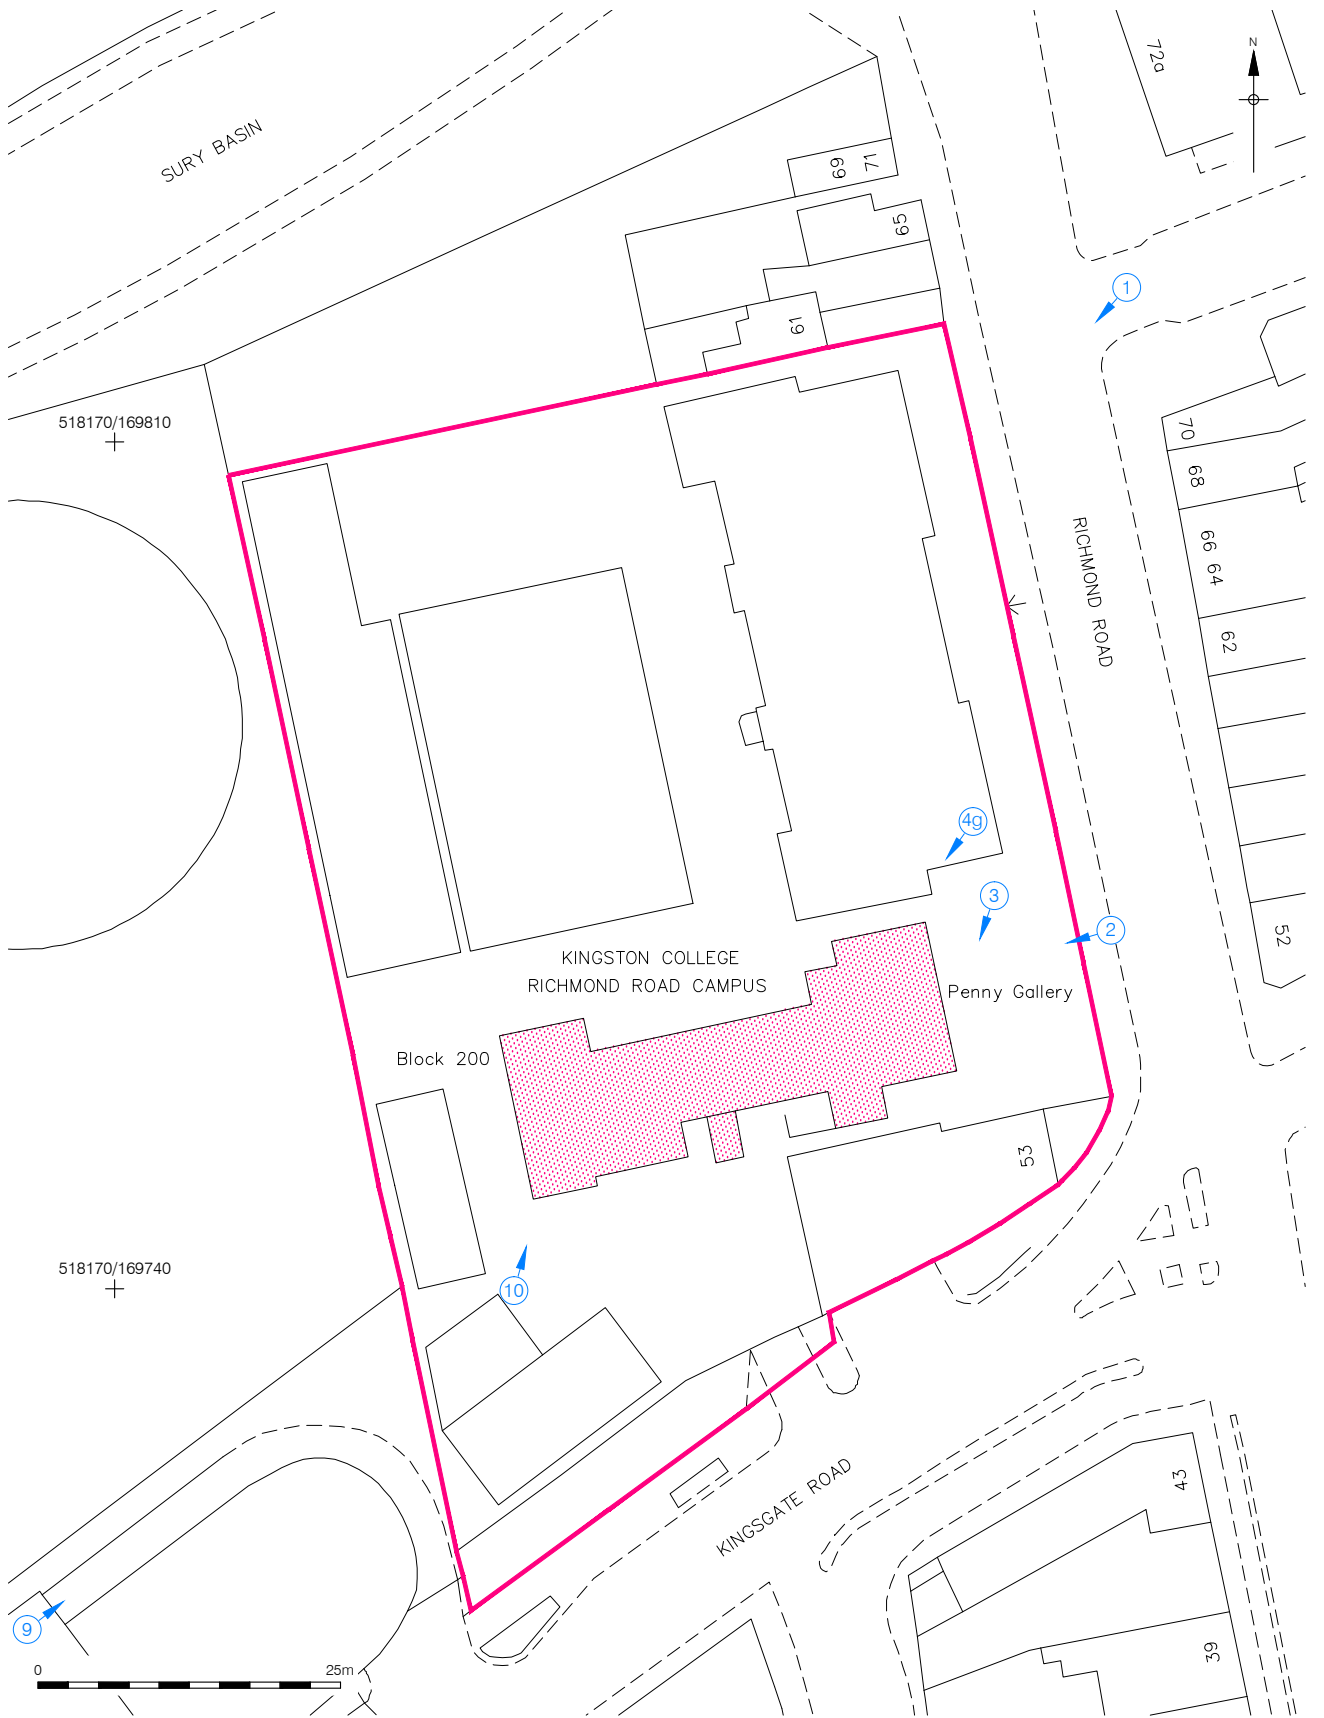 N
72a
SURY BASIN
69
71
65
1
61
518170/169810
70
68
66
64
RICHMOND ROAD
62
4g
3
2
52
KINGSTON COLLEGE
RICHMOND ROAD CAMPUS
Penny Gallery
Block 200
53
518170/169740
10
43
KINGSGATE ROAD
9
39
0
25m